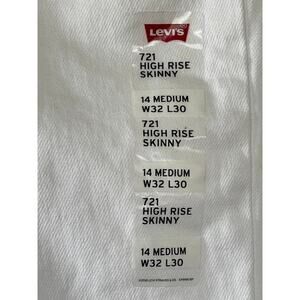 Levi's
721
HIGH RISE
SKINNY
14 MEDIUM
W32 L30
721
HIGH RISE
SKINNY
14 MEDIUM
W32 L30
721
HIGH RISE
SKINNY
14 MEDIUM
W32 L30